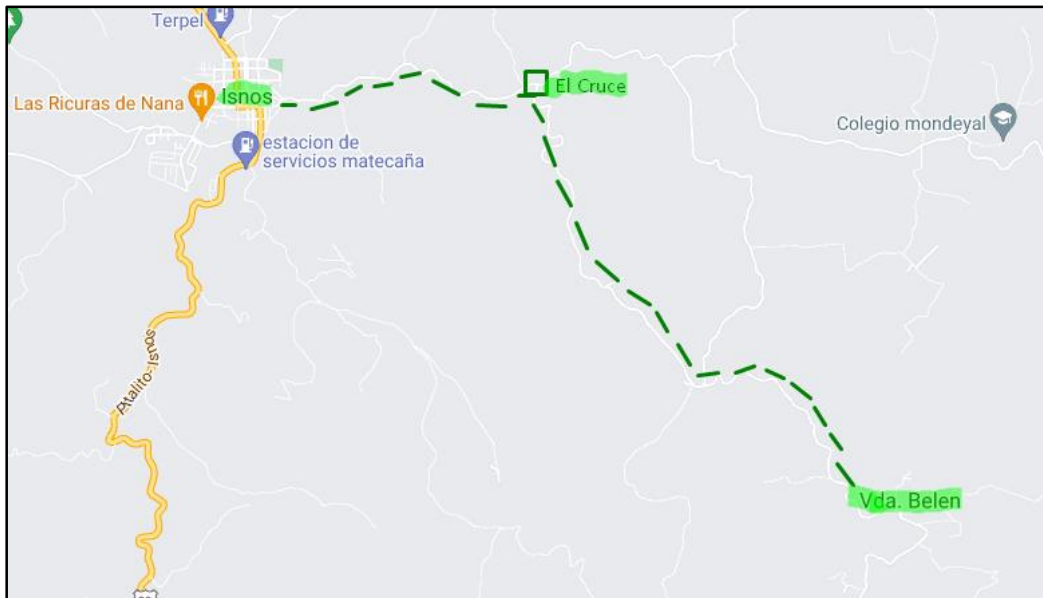 Terpel
Isnos
Las Ricuras de Nana
El Cruce
estacion de
servicios matecaña
Colegio mondeyal
Pitalito-Isnos
Vda. Belen